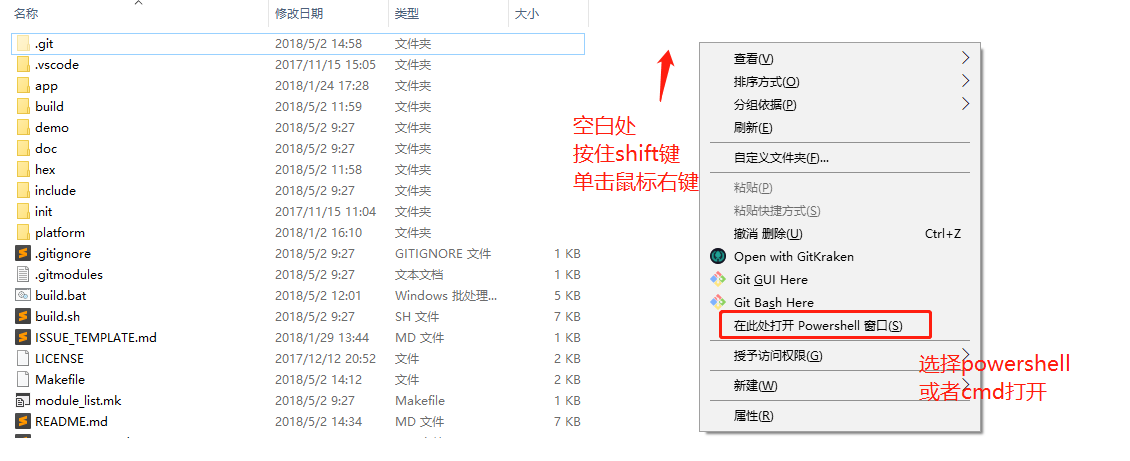 名称 修改日期 类型 大小
.git 2018/5/2 14:58 文件夹
.vscode 2017/11/15 15:05 文件夹
app 2018/1/24 17:28 文件夹
build 2018/5/2 11:59 文件夹
demo 2018/5/2 9:27 文件夹
doc 2018/5/2 9:27 文件夹
hex 2018/5/2 11:58 文件夹
include 2018/5/2 9:27 文件夹
init 2017/11/15 11:04 文件夹
platform 2018/1/2 16:10 文件夹
.gitignore 2018/5/2 9:27 GITIGNORE 文件 1 KB
.gitmodules 2018/5/2 9:27 文本文档 1 KB
build.bat 2018/5/2 12:01 Windows 批处理... 5 KB
build.sh 2018/5/2 9:27 SH 文件 7 KB
ISSUE_TEMPLATE.md 2018/1/29 13:44 MD 文件 1 KB
LICENSE 2017/12/12 20:52 文件 2 KB
Makefile 2018/5/2 14:12 文件 2 KB
module_list.mk 2018/5/2 9:27 Makefile 1 KB
README.md 2018/5/2 14:34 MD 文件 7 KB
空白处
按住shift键
单击鼠标右键
查看(V)
排序方式(O)
分组依据(P)
刷新(E)
自定义文件夹(F)...
粘贴(P)
粘贴快捷方式(S)
撤消 删除(U) Ctrl+Z
Open with GitKraken
Git GUI Here
Git Bash Here
在此处打开 Powershell 窗口(S)
授予访问权限(G)
新建(W)
属性(R)
选择powershell
或者cmd打开